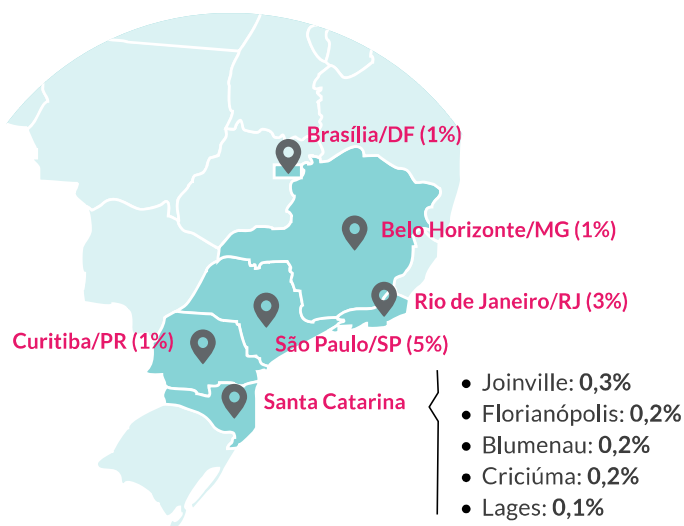 Brasília/DF (1%)
Belo Horizonte/MG (1%)
Rio de Janeiro/RJ (3%)
Curitiba/PR (1%)
São Paulo/SP (5%)
Santa Catarina
• Joinville: 0,3%
• Florianópolis: 0,2%
• Blumenau: 0,2%
• Criciúma: 0,2%
• Lages: 0,1%